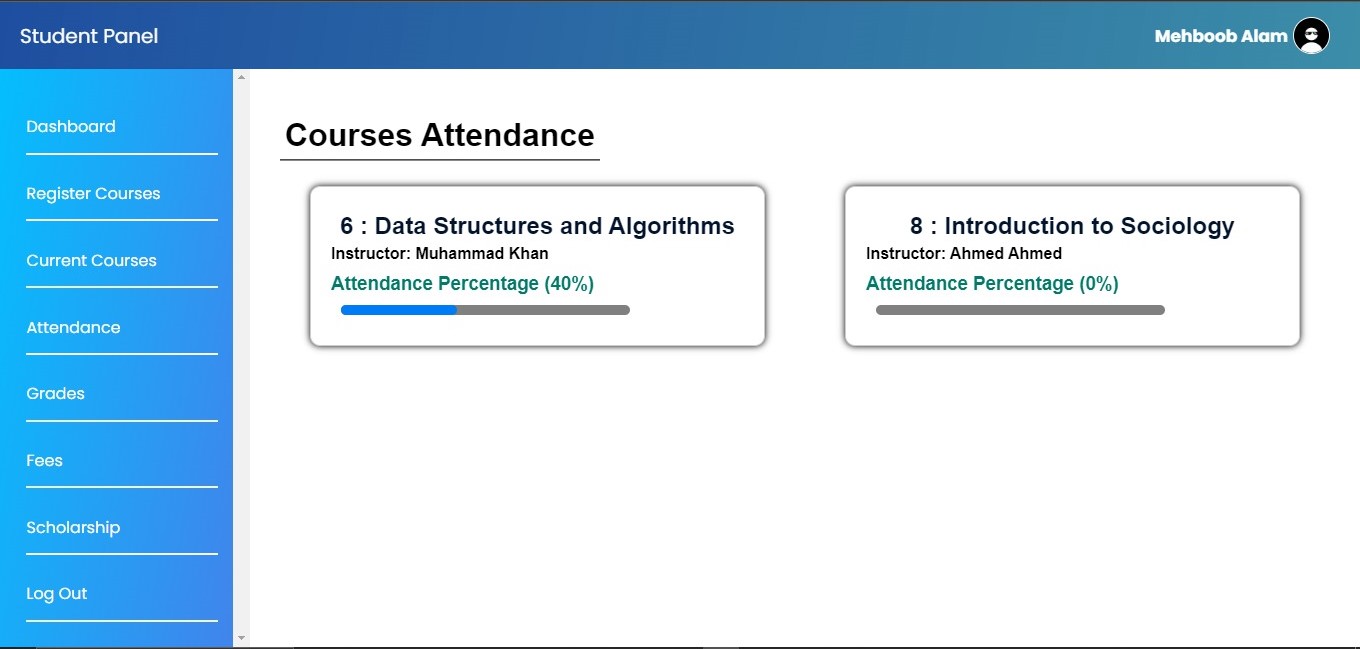 Student Panel
Mehboob Alam
Dashboard
Register Courses
Current Courses
Attendance
Grades
Fees
Scholarship
Log Out
Courses Attendance
6 : Data Structures and Algorithms
Instructor: Muhammad Khan
Attendance Percentage (40%)
8 : Introduction to Sociology
Instructor: Ahmed Ahmed
Attendance Percentage (0%)